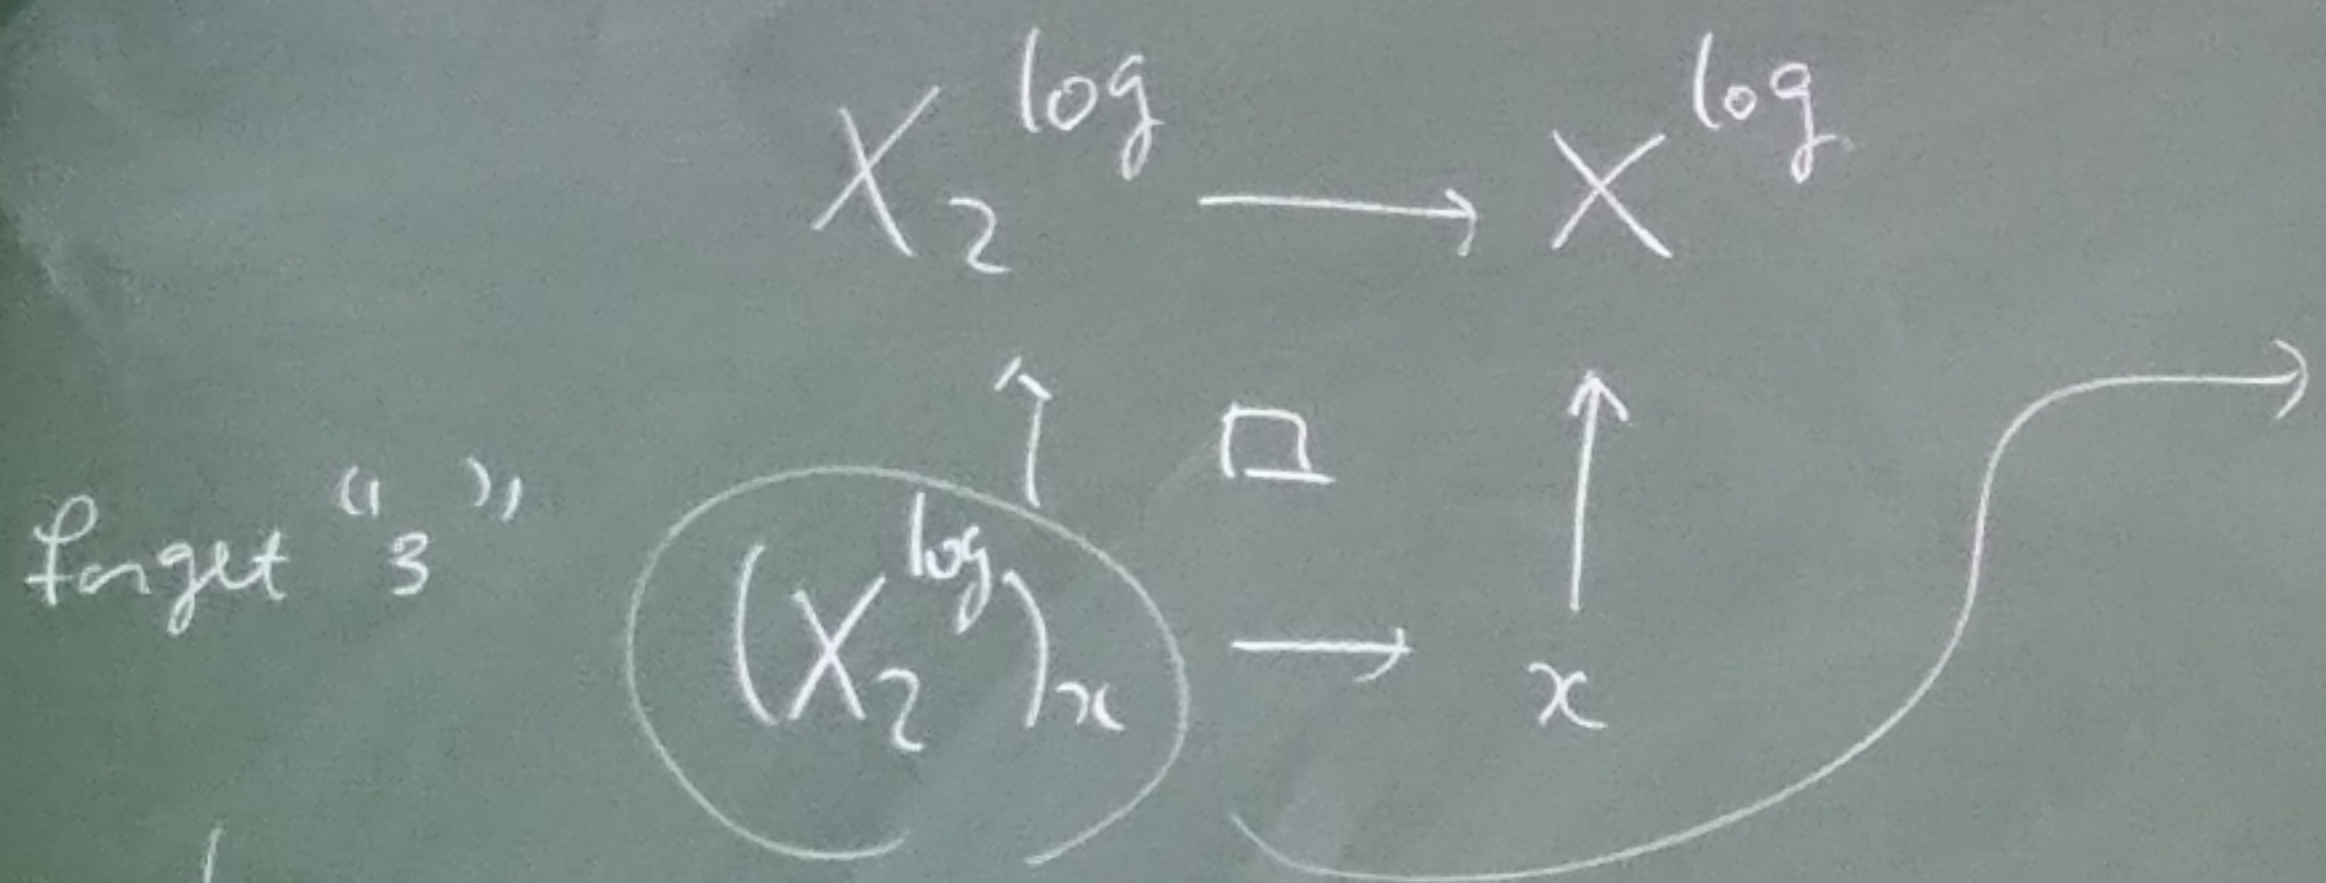 X₂^log → X^log
↑ □ ↑
forget "3" (X₂^log)ₓ → x